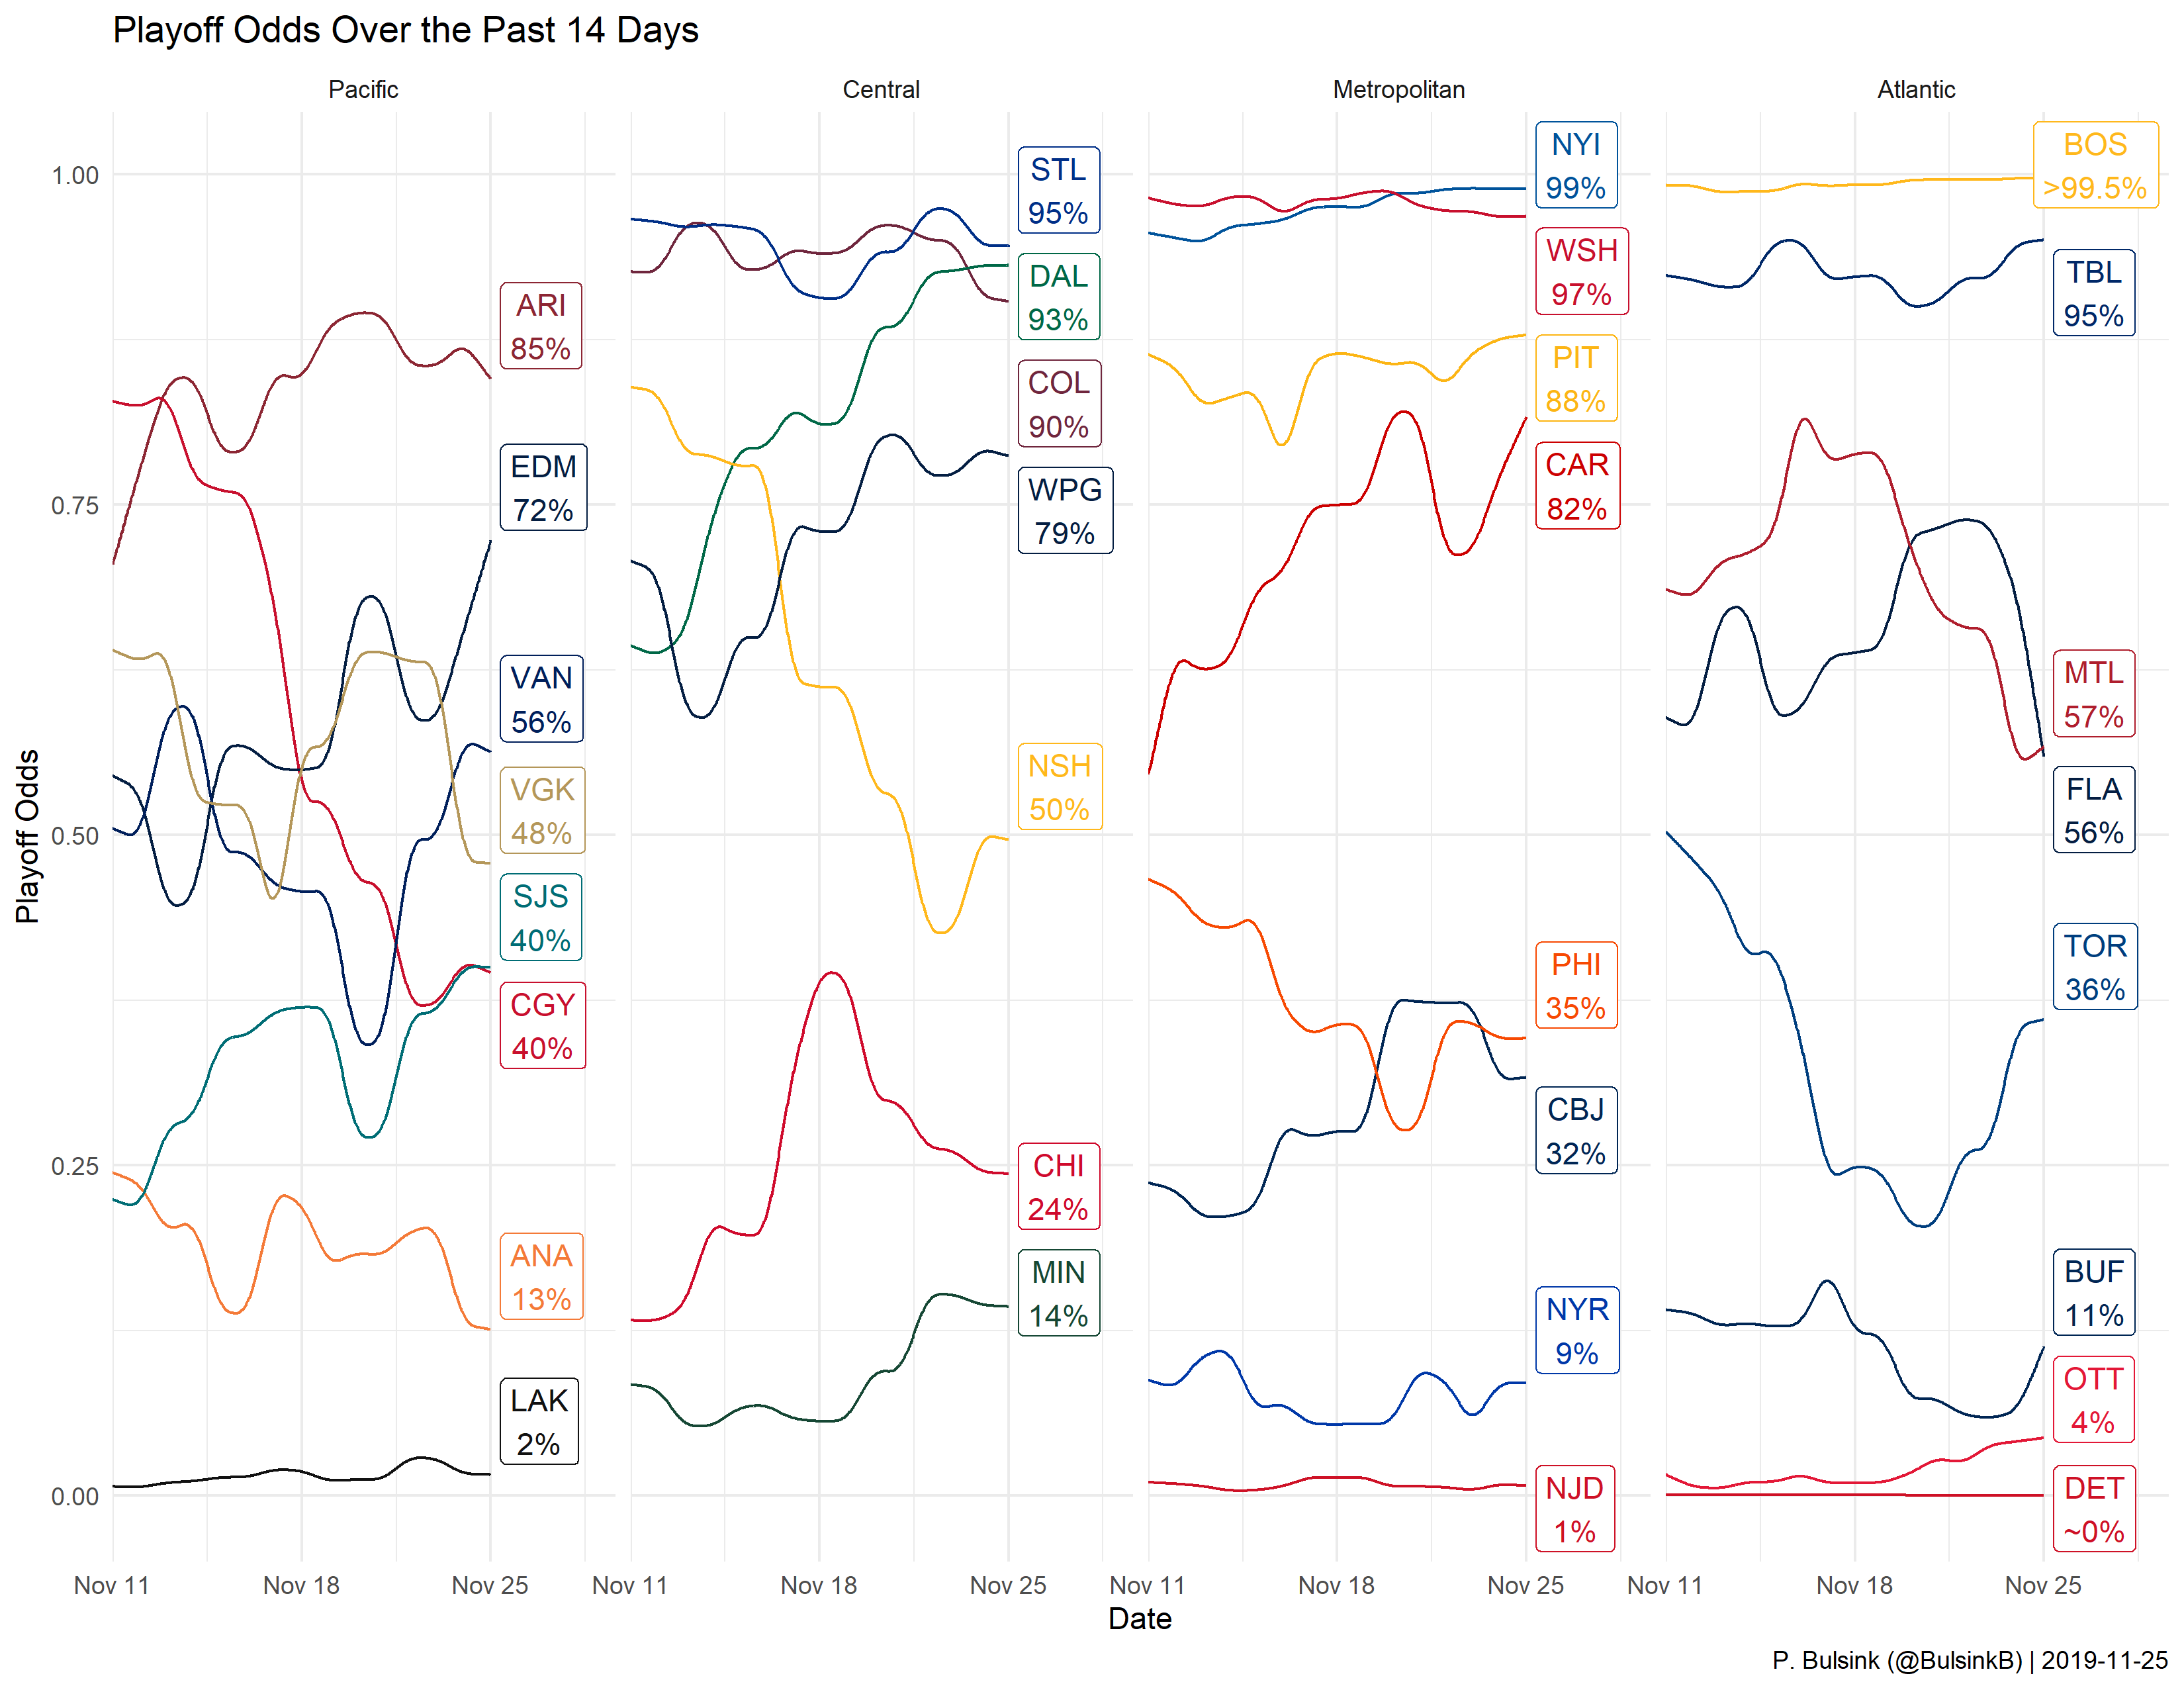 Playoff Odds Over the Past 14 Days
Pacific
Central
Metropolitan
Atlantic
Playoff Odds
1.00
0.75
0.50
0.25
0.00
ARI
85%
EDM
72%
VAN
56%
VGK
48%
SJS
40%
CGY
40%
ANA
13%
LAK
2%
STL
95%
DAL
93%
COL
90%
WPG
79%
NSH
50%
CHI
24%
MIN
14%
NYI
99%
WSH
97%
PIT
88%
CAR
82%
PHI
35%
CBJ
32%
NYR
9%
NJD
1%
BOS
>99.5%
TBL
95%
MTL
57%
FLA
56%
TOR
36%
BUF
11%
OTT
4%
DET
~0%
Nov 11 Nov 18 Nov 25 Nov 11 Nov 18 Nov 25 Nov 11 Nov 18 Nov 25 Nov 11 Nov 18 Nov 25
Date
P. Bulsink (@BulsinkB) | 2019-11-25